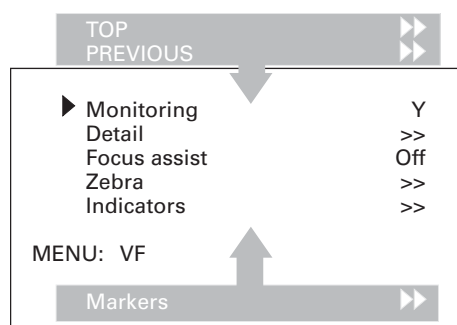 TOP
PREVIOUS
Monitoring Y
Detail >>
Focus assist Off
Zebra >>
Indicators >>
MENU: VF
Markers